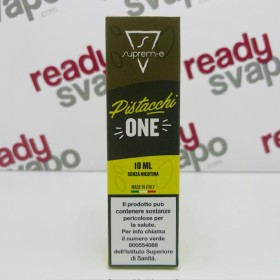 ready
svapo
ready
svapo
S
suprem-e
Pistacchi
ONE
10 ML
SENZA NICOTINA
MADE IN ITALY
Il prodotto può
contenere sostanze
pericolose per
la salute.
Per info chiama
il numero verde
800554088
dell'Istituto Superiore
di Sanità.